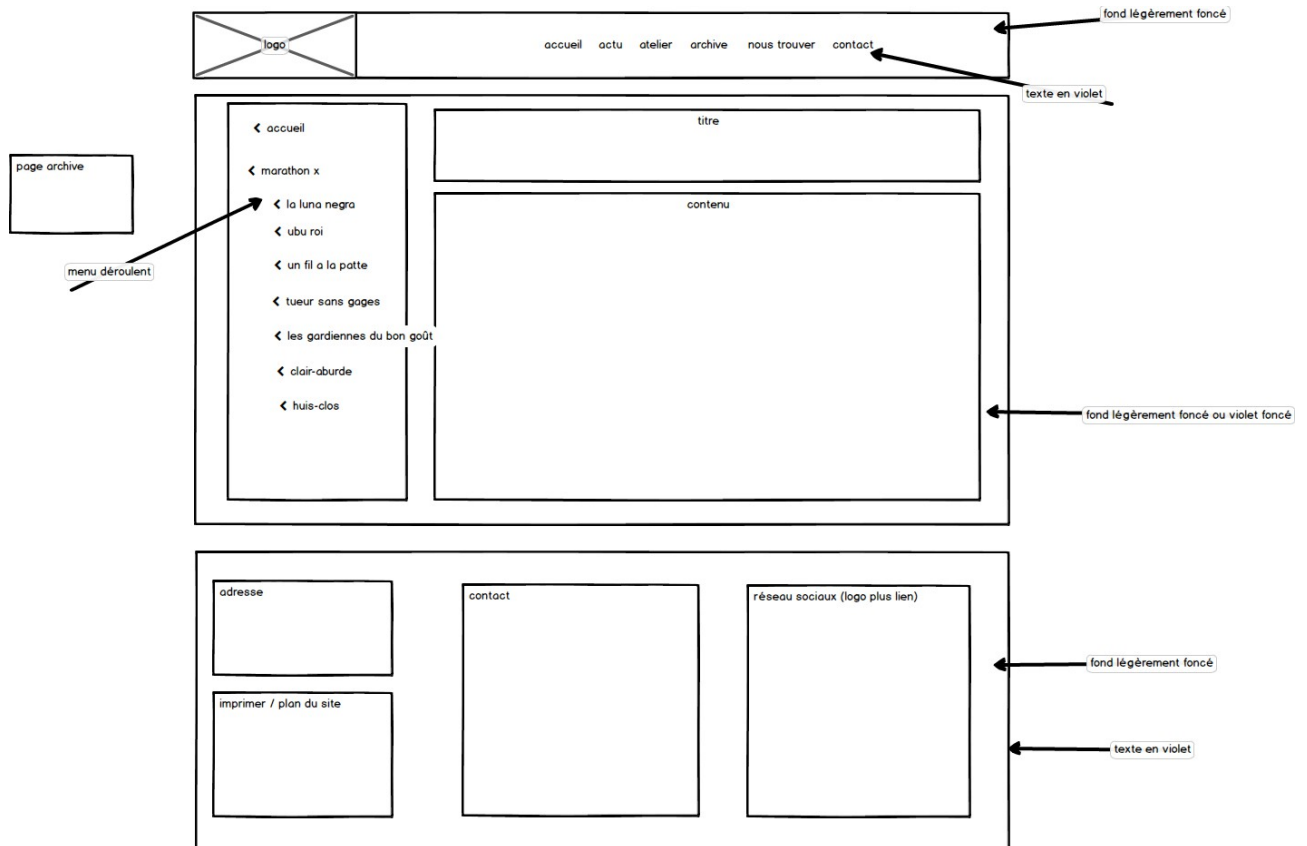 fond légèrement foncé
logo
accueil actu atelier archive nous trouver contact
texte en violet
page archive
menu déroulent
accueil
marathon x
la luna negra
ubu roi
un fil a la patte
tueur sans gages
les gardiennes du bon goût
clair-aburde
huis-clos
titre
contenu
fond légèrement foncé ou violet foncé
adresse
imprimer / plan du site
contact
réseau sociaux (logo plus lien)
fond légèrement foncé
texte en violet